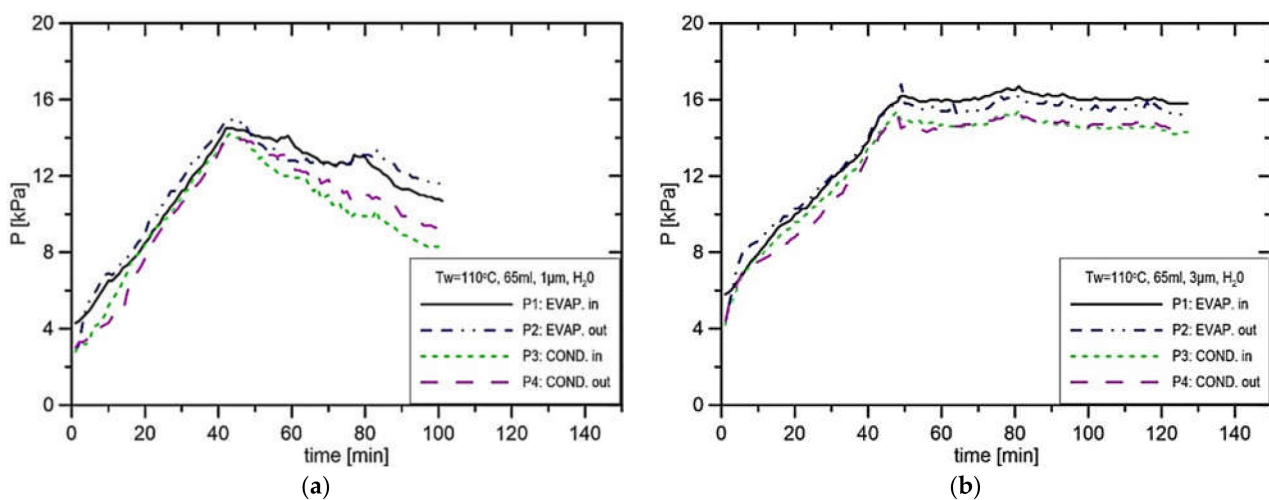 20
16
12
8
4
0
P [kPa]
0 20 40 60 80 100 120 140
time [min]
Tw=110°C, 65ml, 1µm, H₂0
P1: EVAP. in
P2: EVAP. out
P3: COND. in
P4: COND. out
(a)
20
16
12
8
4
0
P [kPa]
0 20 40 60 80 100 120 140
time [min]
Tw=110°C, 65ml, 3µm, H₂0
P1: EVAP. in
P2: EVAP. out
P3: COND. in
P4: COND. out
(b)